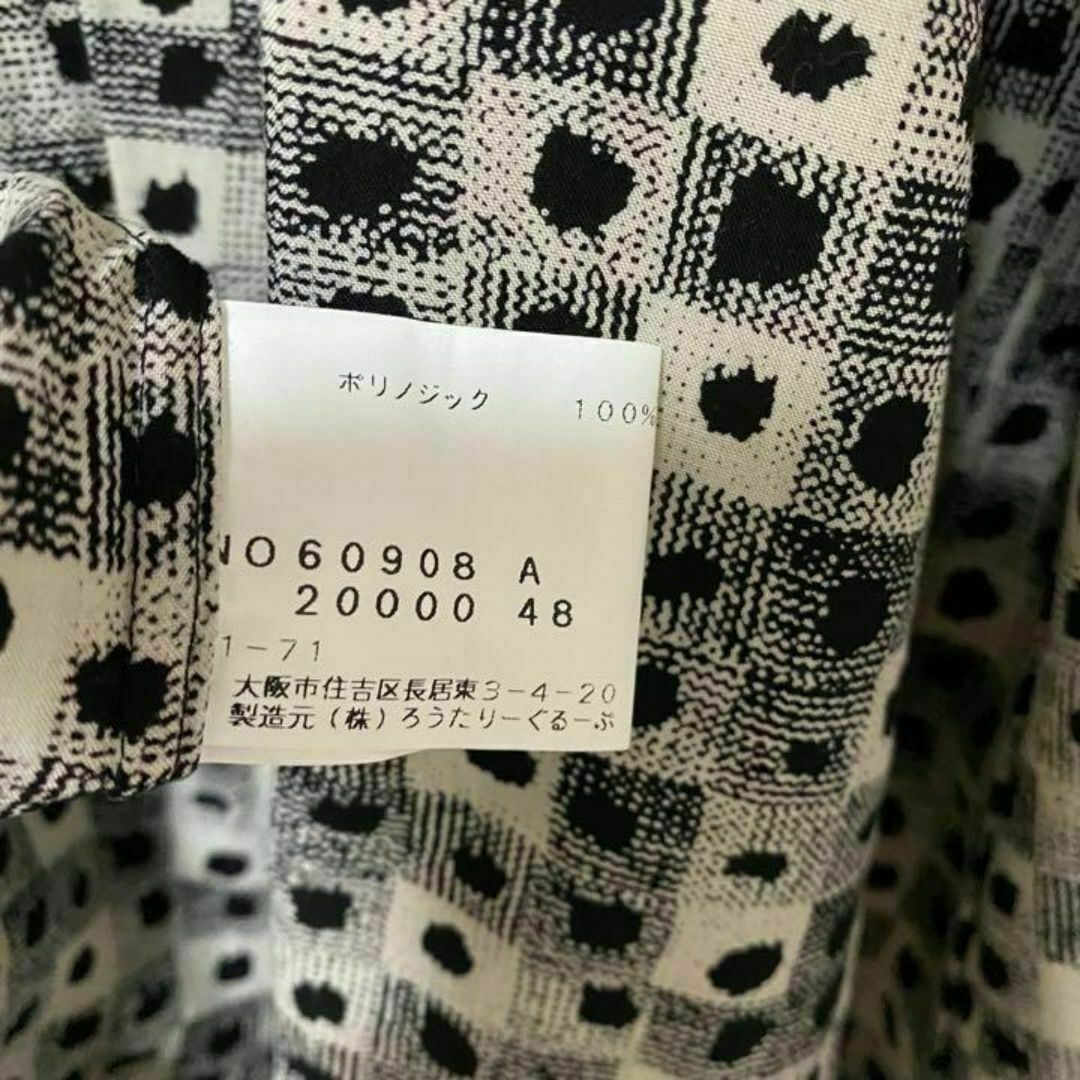 ポリノジック 100%
NO60908 A
20000 48
1-71
大阪市住吉区長居東3-4-20
製造元(株)ろうたりーぐるーぷ